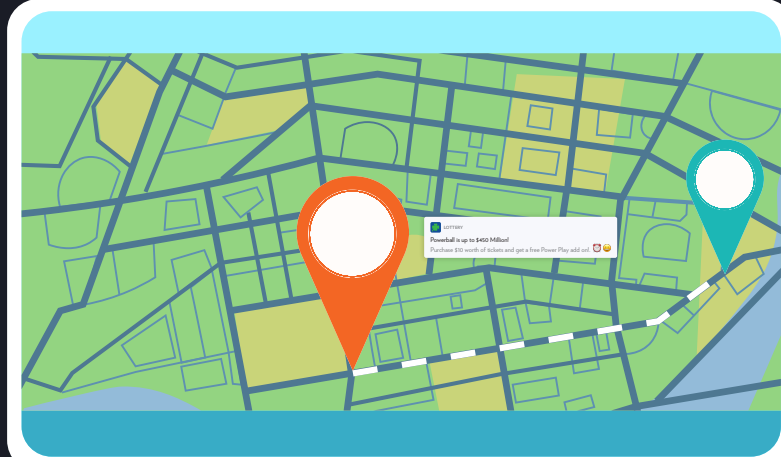 LOTTERY
Powerball is up to $450 Million!
Purchase $10 worth of tickets and get a free Power Play add-on! ⏰ 😀